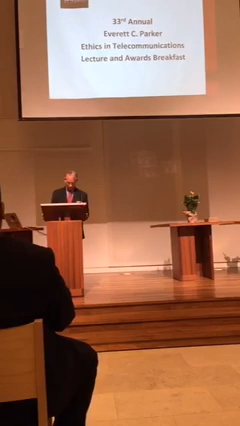 33rd Annual
Everett C. Parker
Ethics in Telecommunications
Lecture and Awards Breakfast